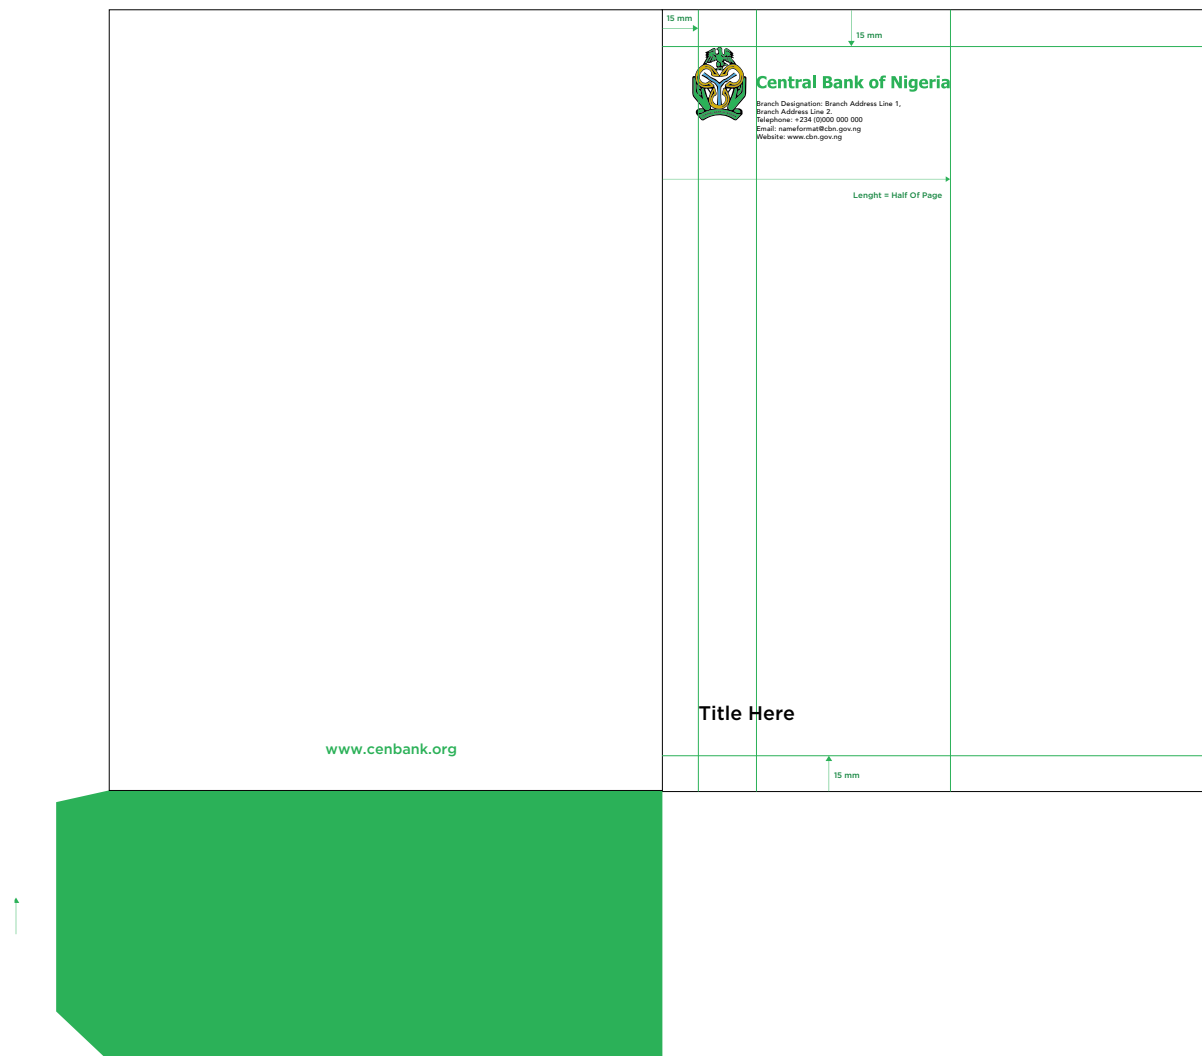 15 mm
15 mm
Central Bank of Nigeria
Branch Designation: Branch Address Line 1,
Branch Address Line 2.
Telephone: +234 (0)000 000 000
Email: nameformat@cbn.gov.ng
Website: www.cbn.gov.ng
Lenght = Half Of Page
Title Here
www.cenbank.org
15 mm